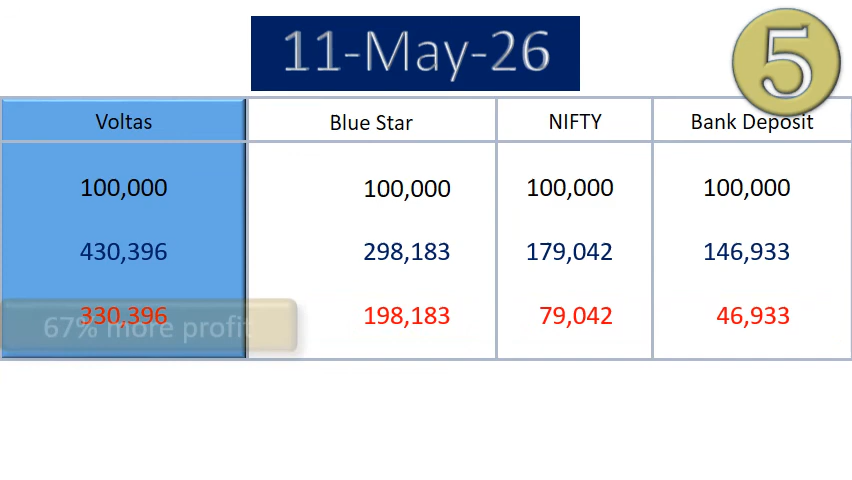 11-May-26
5
Voltas Blue Star NIFTY Bank Deposit
100,000 100,000 100,000 100,000
430,396 298,183 179,042 146,933
330,396 198,183 79,042 46,933
67% more profit